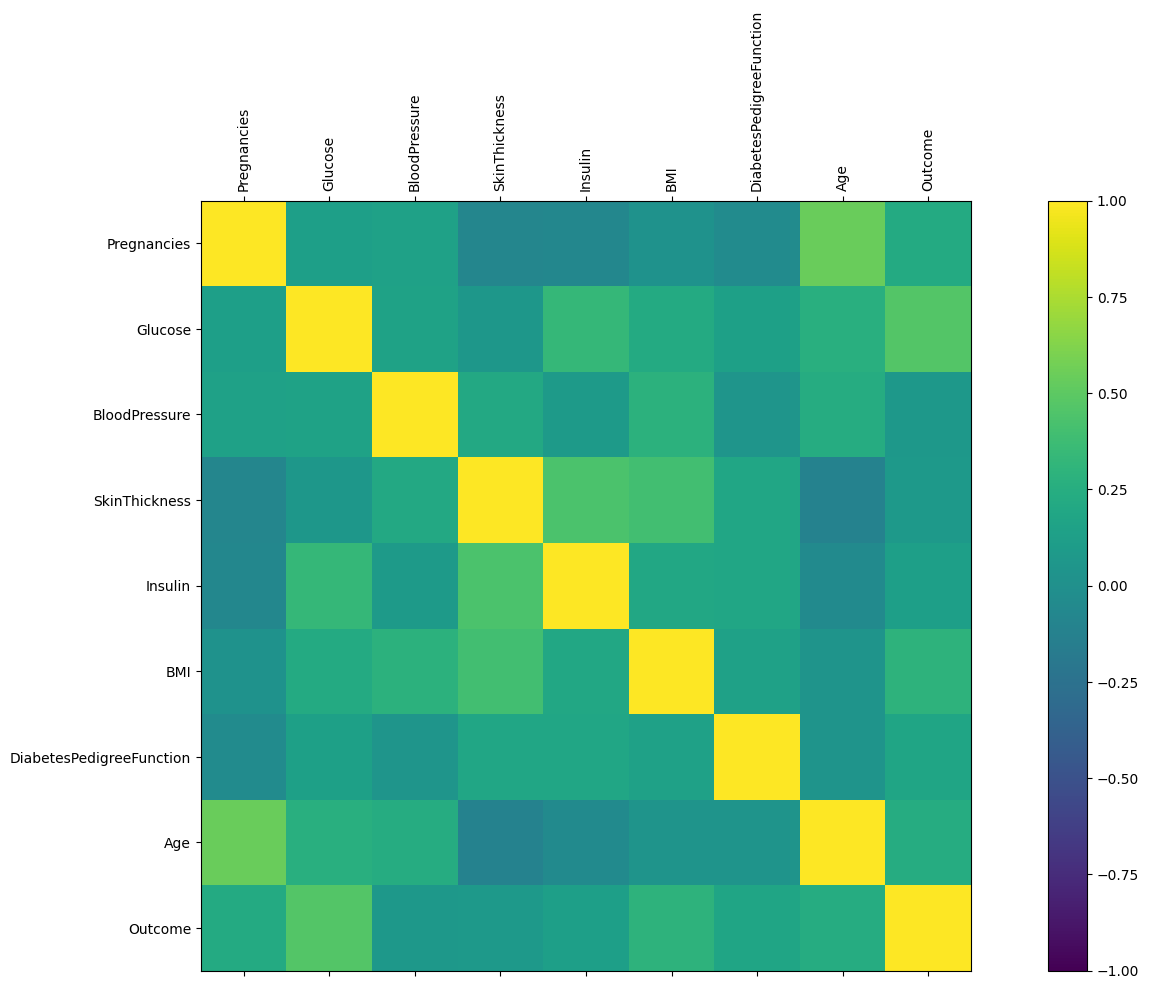 Pregnancies
Glucose
BloodPressure
SkinThickness
Insulin
BMI
DiabetesPedigreeFunction
Age
Outcome
Pregnancies
Glucose
BloodPressure
SkinThickness
Insulin
BMI
DiabetesPedigreeFunction
Age
Outcome
1.00
0.75
0.50
0.25
0.00
−0.25
−0.50
−0.75
−1.00